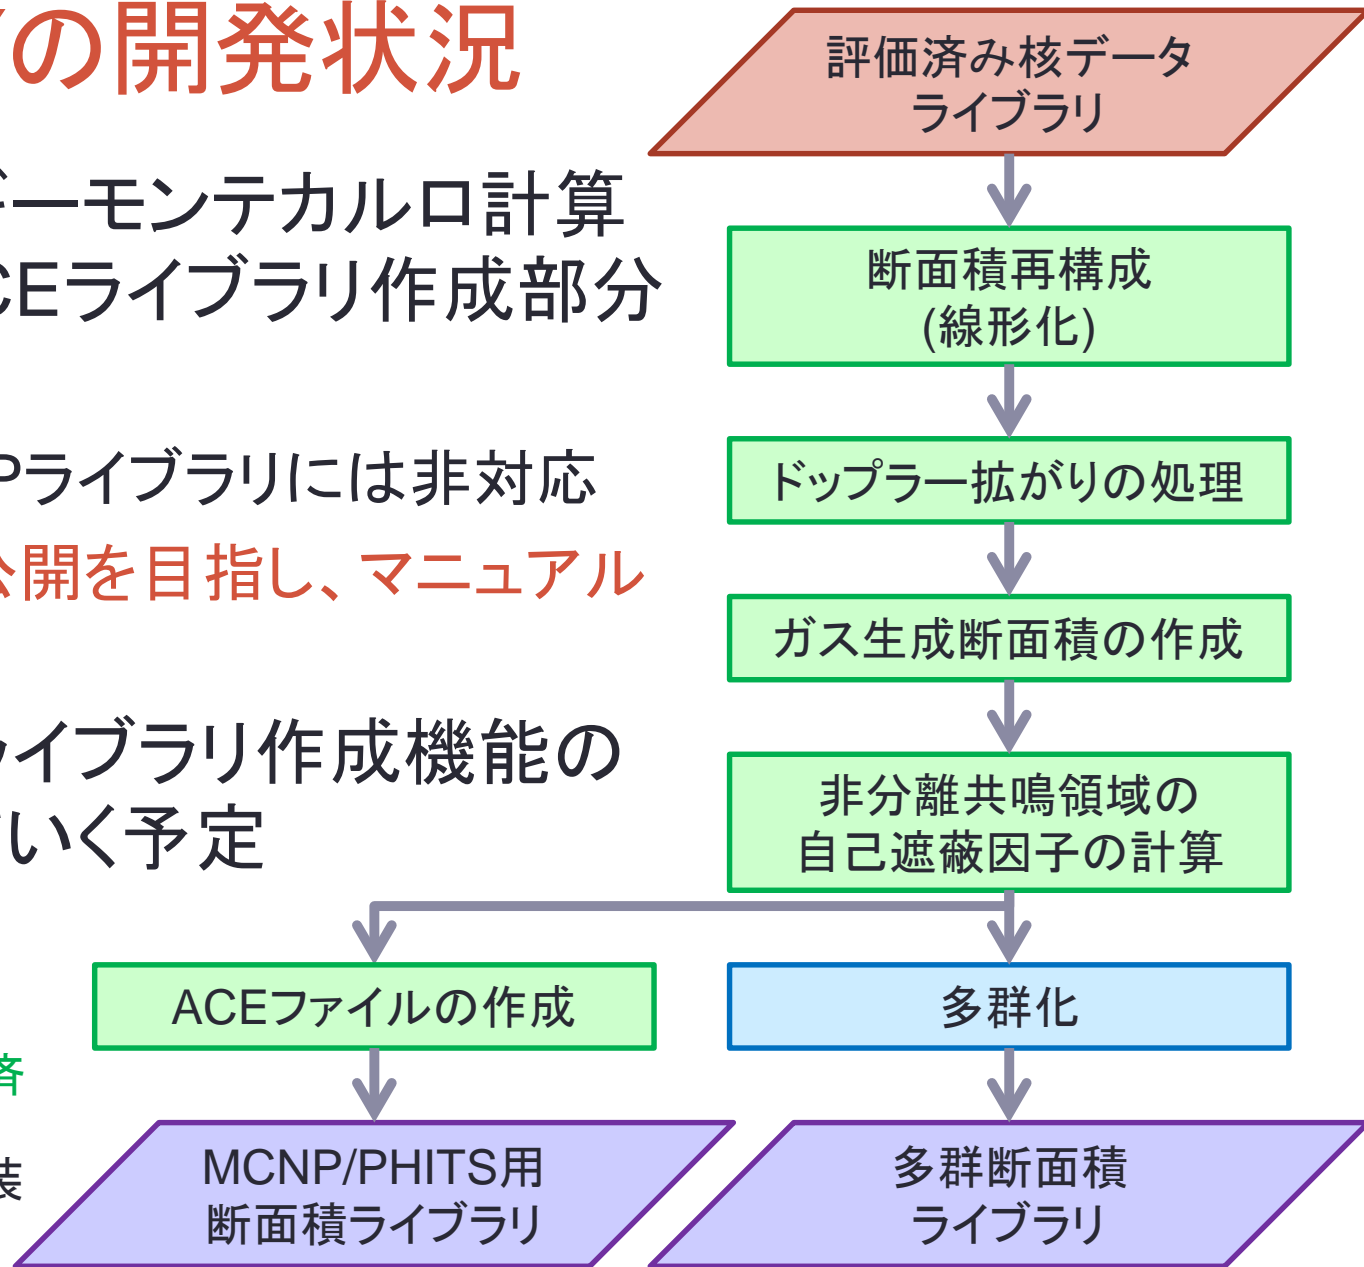 の開発状況
ーモンテカルロ計算
CEライブラリ作成部分
Pライブラリには非対応
公開を目指し、マニュアル
ライブラリ作成機能の
いく予定
済
装
評価済み核データ
ライブラリ
断面積再構成
(線形化)
ドップラー拡がりの処理
ガス生成断面積の作成
非分離共鳴領域の
自己遮蔽因子の計算
ACEファイルの作成
多群化
MCNP/PHITS用
断面積ライブラリ
多群断面積
ライブラリ